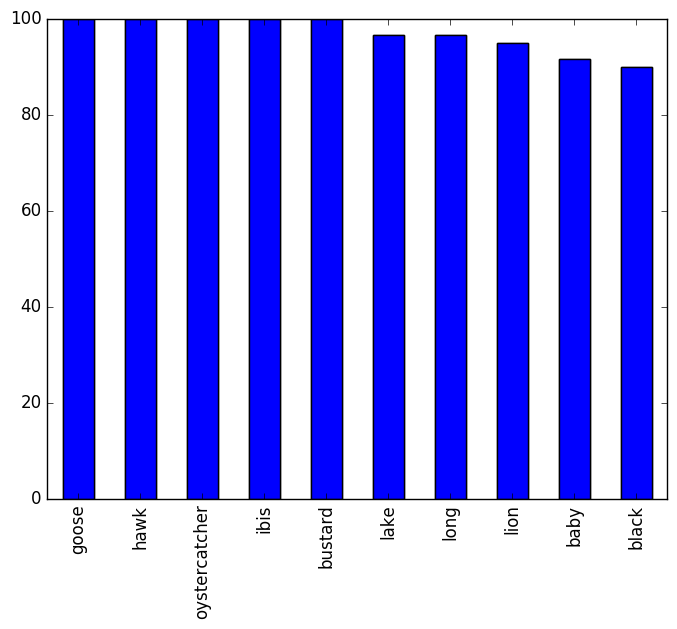 100
80
60
40
20
0
goose
hawk
oystercatcher
ibis
bustard
lake
long
lion
baby
black